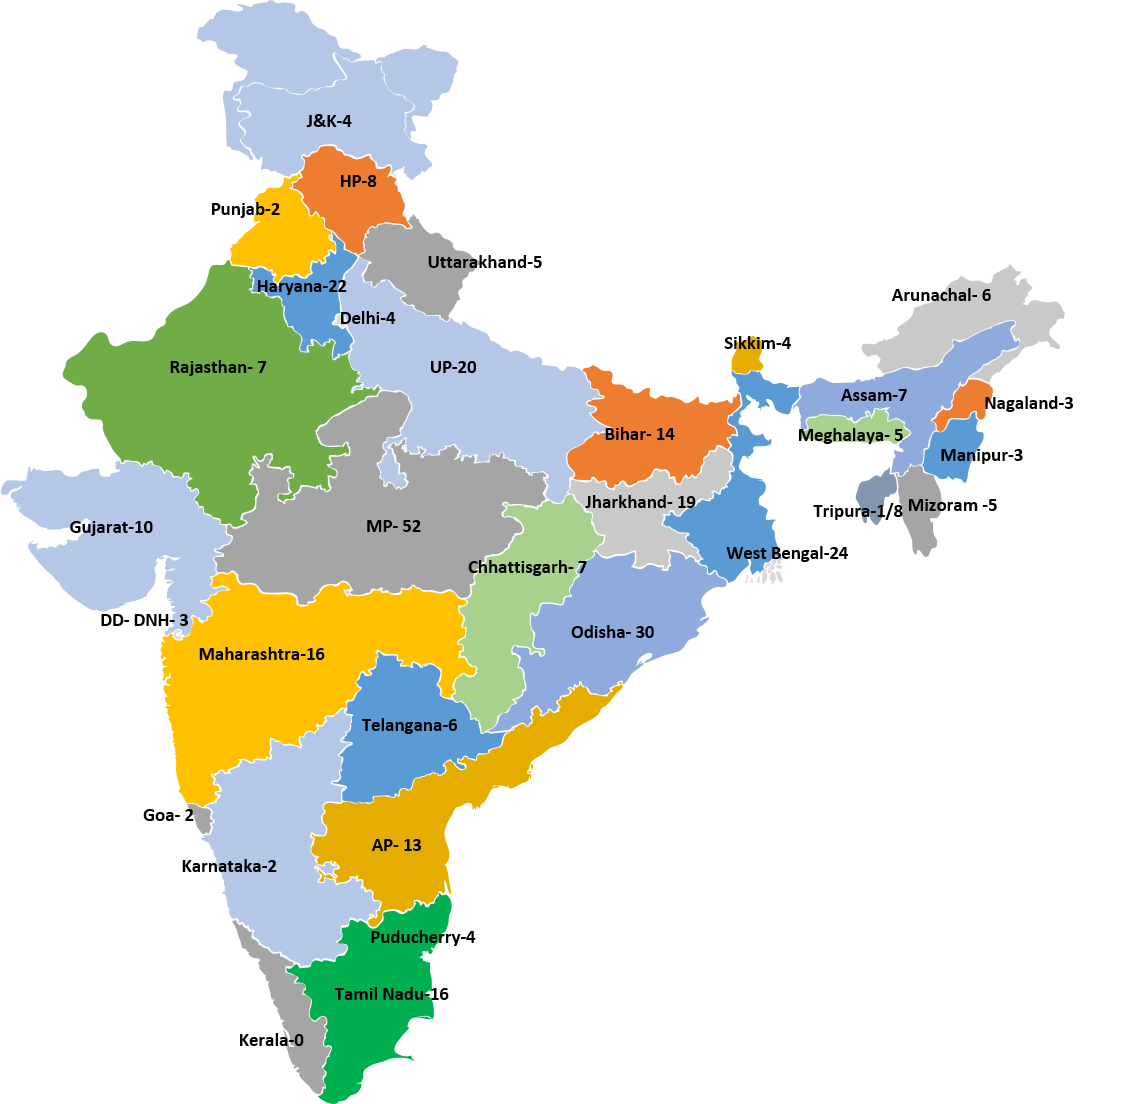 J&K-4
HP-8
Punjab-2
Uttarakhand-5
Haryana-22
Arunachal- 6
Delhi-4
Sikkim-4
Rajasthan- 7
UP-20
Assam-7
Nagaland-3
Bihar- 14
Meghalaya- 5
Manipur-3
Jharkhand- 19
Mizoram -5
Tripura-1/8
Gujarat-10
MP- 52
West Bengal-24
Chhattisgarh- 7
DD- DNH- 3
Odisha- 30
Maharashtra-16
Telangana-6
Goa- 2
AP- 13
Karnataka-2
Puducherry-4
Tamil Nadu-16
Kerala-0